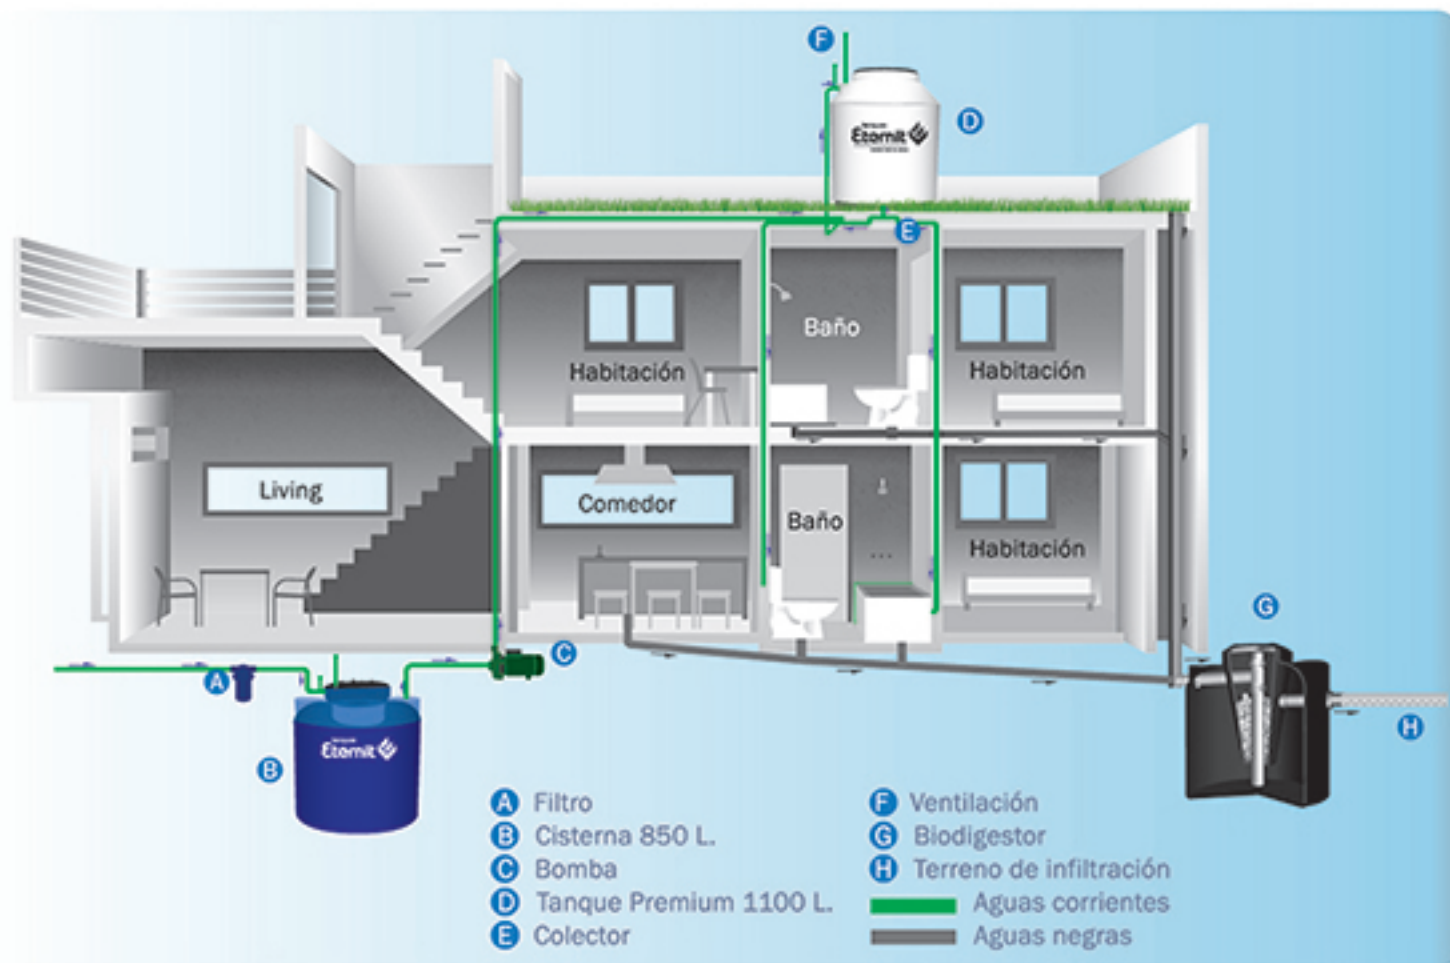 F
D
Eternit
E
Baño
Habitación
Habitación
Living
Comedor
Baño
Habitación
G
C
A
H
Eternit
B
A Filtro
B Cisterna 850 L.
C Bomba
D Tanque Premium 1100 L.
E Colector
F Ventilación
G Biodigestor
H Terreno de infiltración
Aguas corrientes
Aguas negras